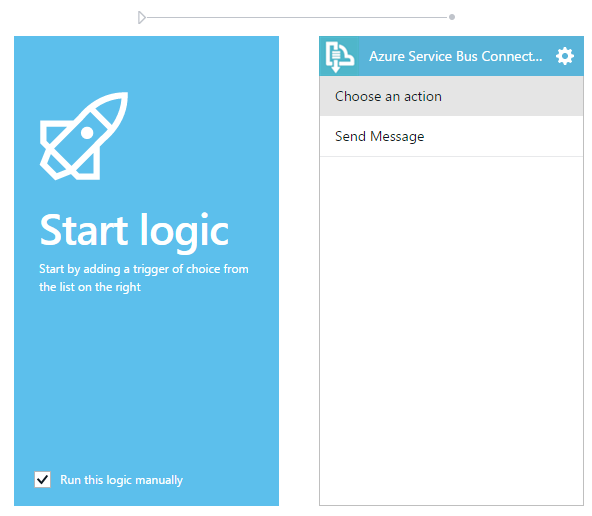 Start logic
Start by adding a trigger of choice from
the list on the right
Run this logic manually
Azure Service Bus Connect...
Choose an action
Send Message